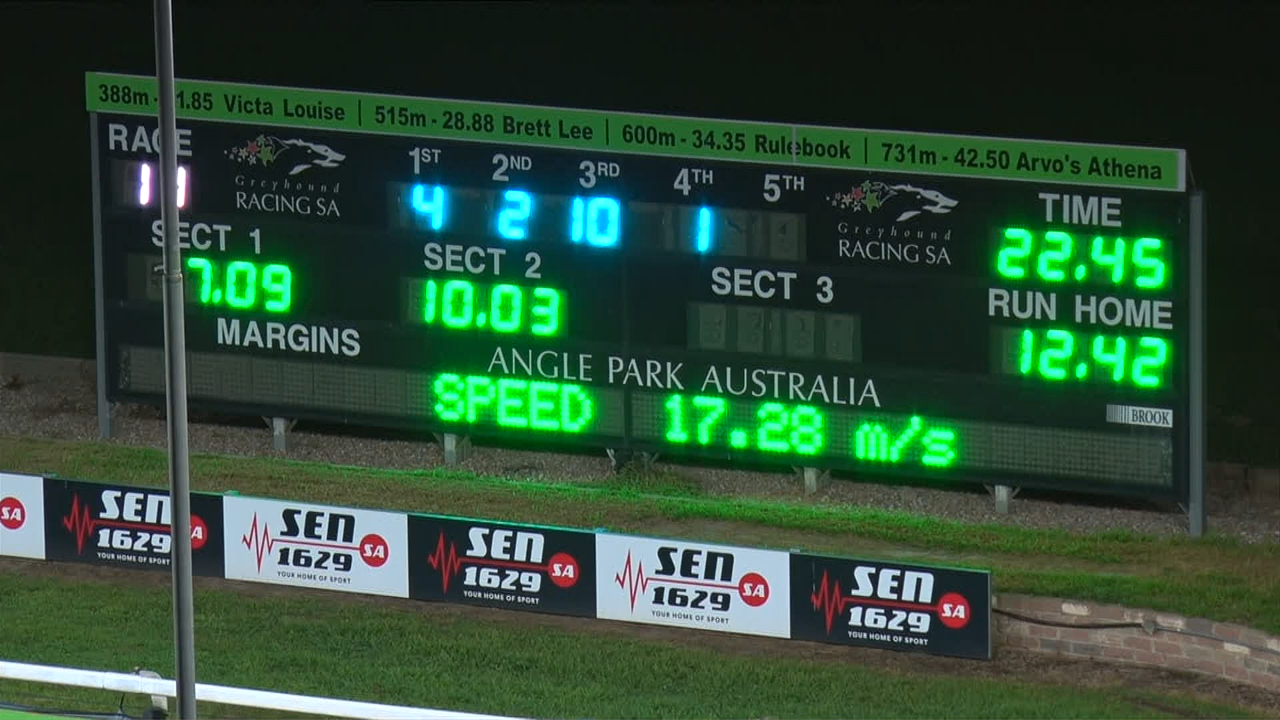 388m - 1.85 Victa Louise | 515m - 28.88 Brett Lee | 600m - 34.35 Rulebook | 731m - 42.50 Arvo's Athena
RACE
11
Greyhound
RACING SA
1ST 2ND 3RD 4TH 5TH
4 2 10 1
Greyhound
RACING SA
TIME
22.45
SECT 1
7.09
SECT 2
10.03
SECT 3
RUN HOME
12.42
MARGINS
ANGLE PARK AUSTRALIA
SPEED 17.28 m/s
BROOK
SA
SEN
1629
SA
YOUR HOME OF SPORT
SEN
1629
SA
YOUR HOME OF SPORT
SEN
1629
SA
YOUR HOME OF SPORT
SEN
1629
SA
YOUR HOME OF SPORT
SEN
1629
SA
YOUR HOME OF SPORT